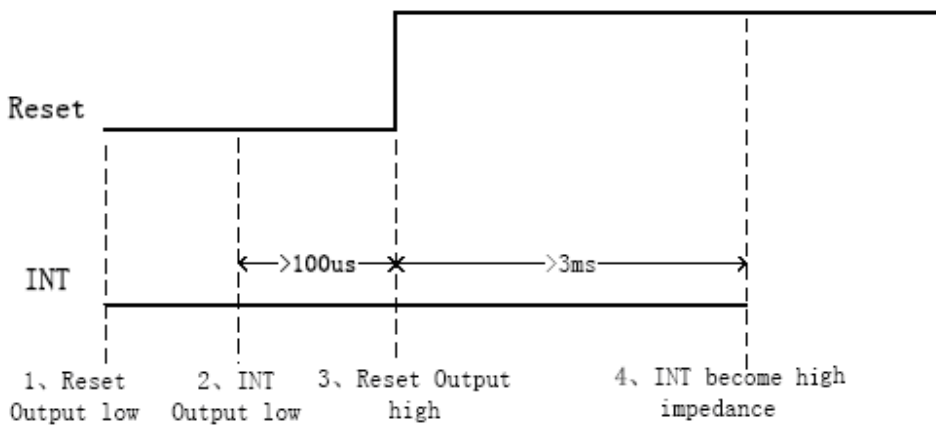 Reset
>100us
>3ms
INT
1、Reset
Output low
2、INT
Output low
3、Reset Output
high
4、INT become high
impedance